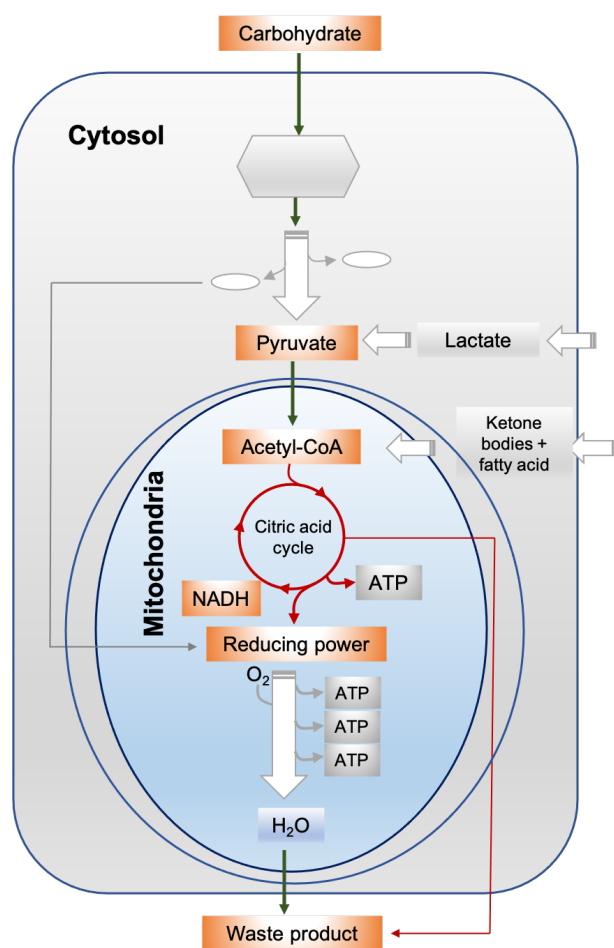 Carbohydrate
Cytosol
Pyruvate
Lactate
Ketone
bodies +
fatty acid
Acetyl-CoA
Mitochondria
Citric acid
cycle
ATP
NADH
Reducing power
O₂
ATP
ATP
ATP
H₂O
Waste product